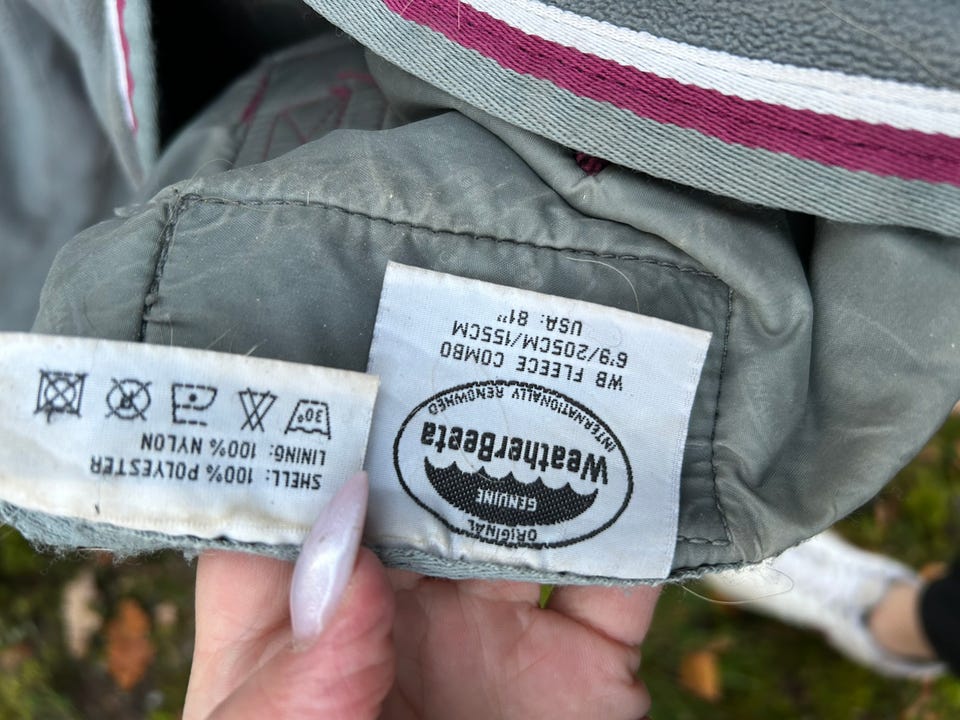 ORIGINAL
GENUINE
WeatherBeeta
INTERNATIONALLY RENOWNED
WB FLEECE COMBO
6'9/205CM/155CM
USA: 81"
SHELL: 100% POLYESTER
LINING: 100% NYLON
30°